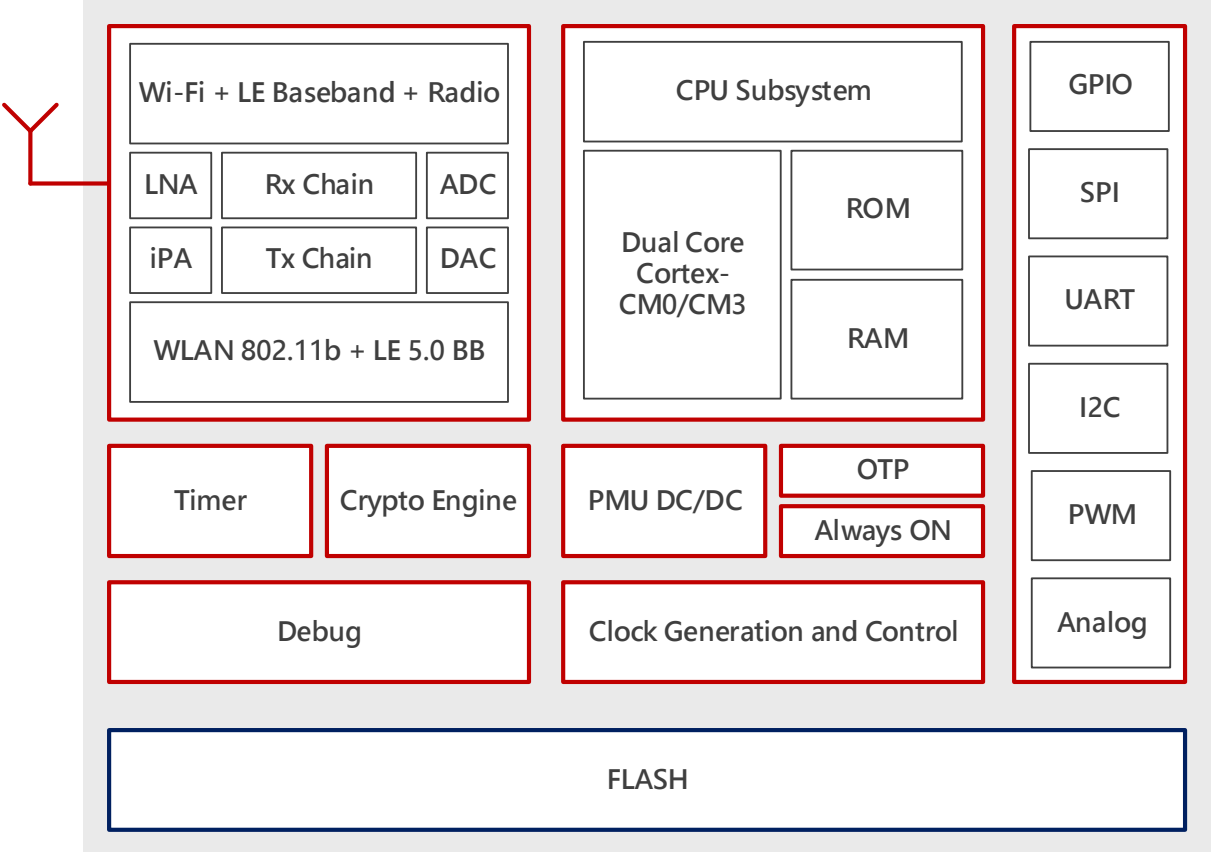 Wi-Fi + LE Baseband + Radio
LNA
Rx Chain
ADC
iPA
Tx Chain
DAC
WLAN 802.11b + LE 5.0 BB
CPU Subsystem
Dual Core
Cortex-
CM0/CM3
ROM
RAM
GPIO
SPI
UART
I2C
PWM
Analog
Timer
Crypto Engine
PMU DC/DC
OTP
Always ON
Debug
Clock Generation and Control
FLASH